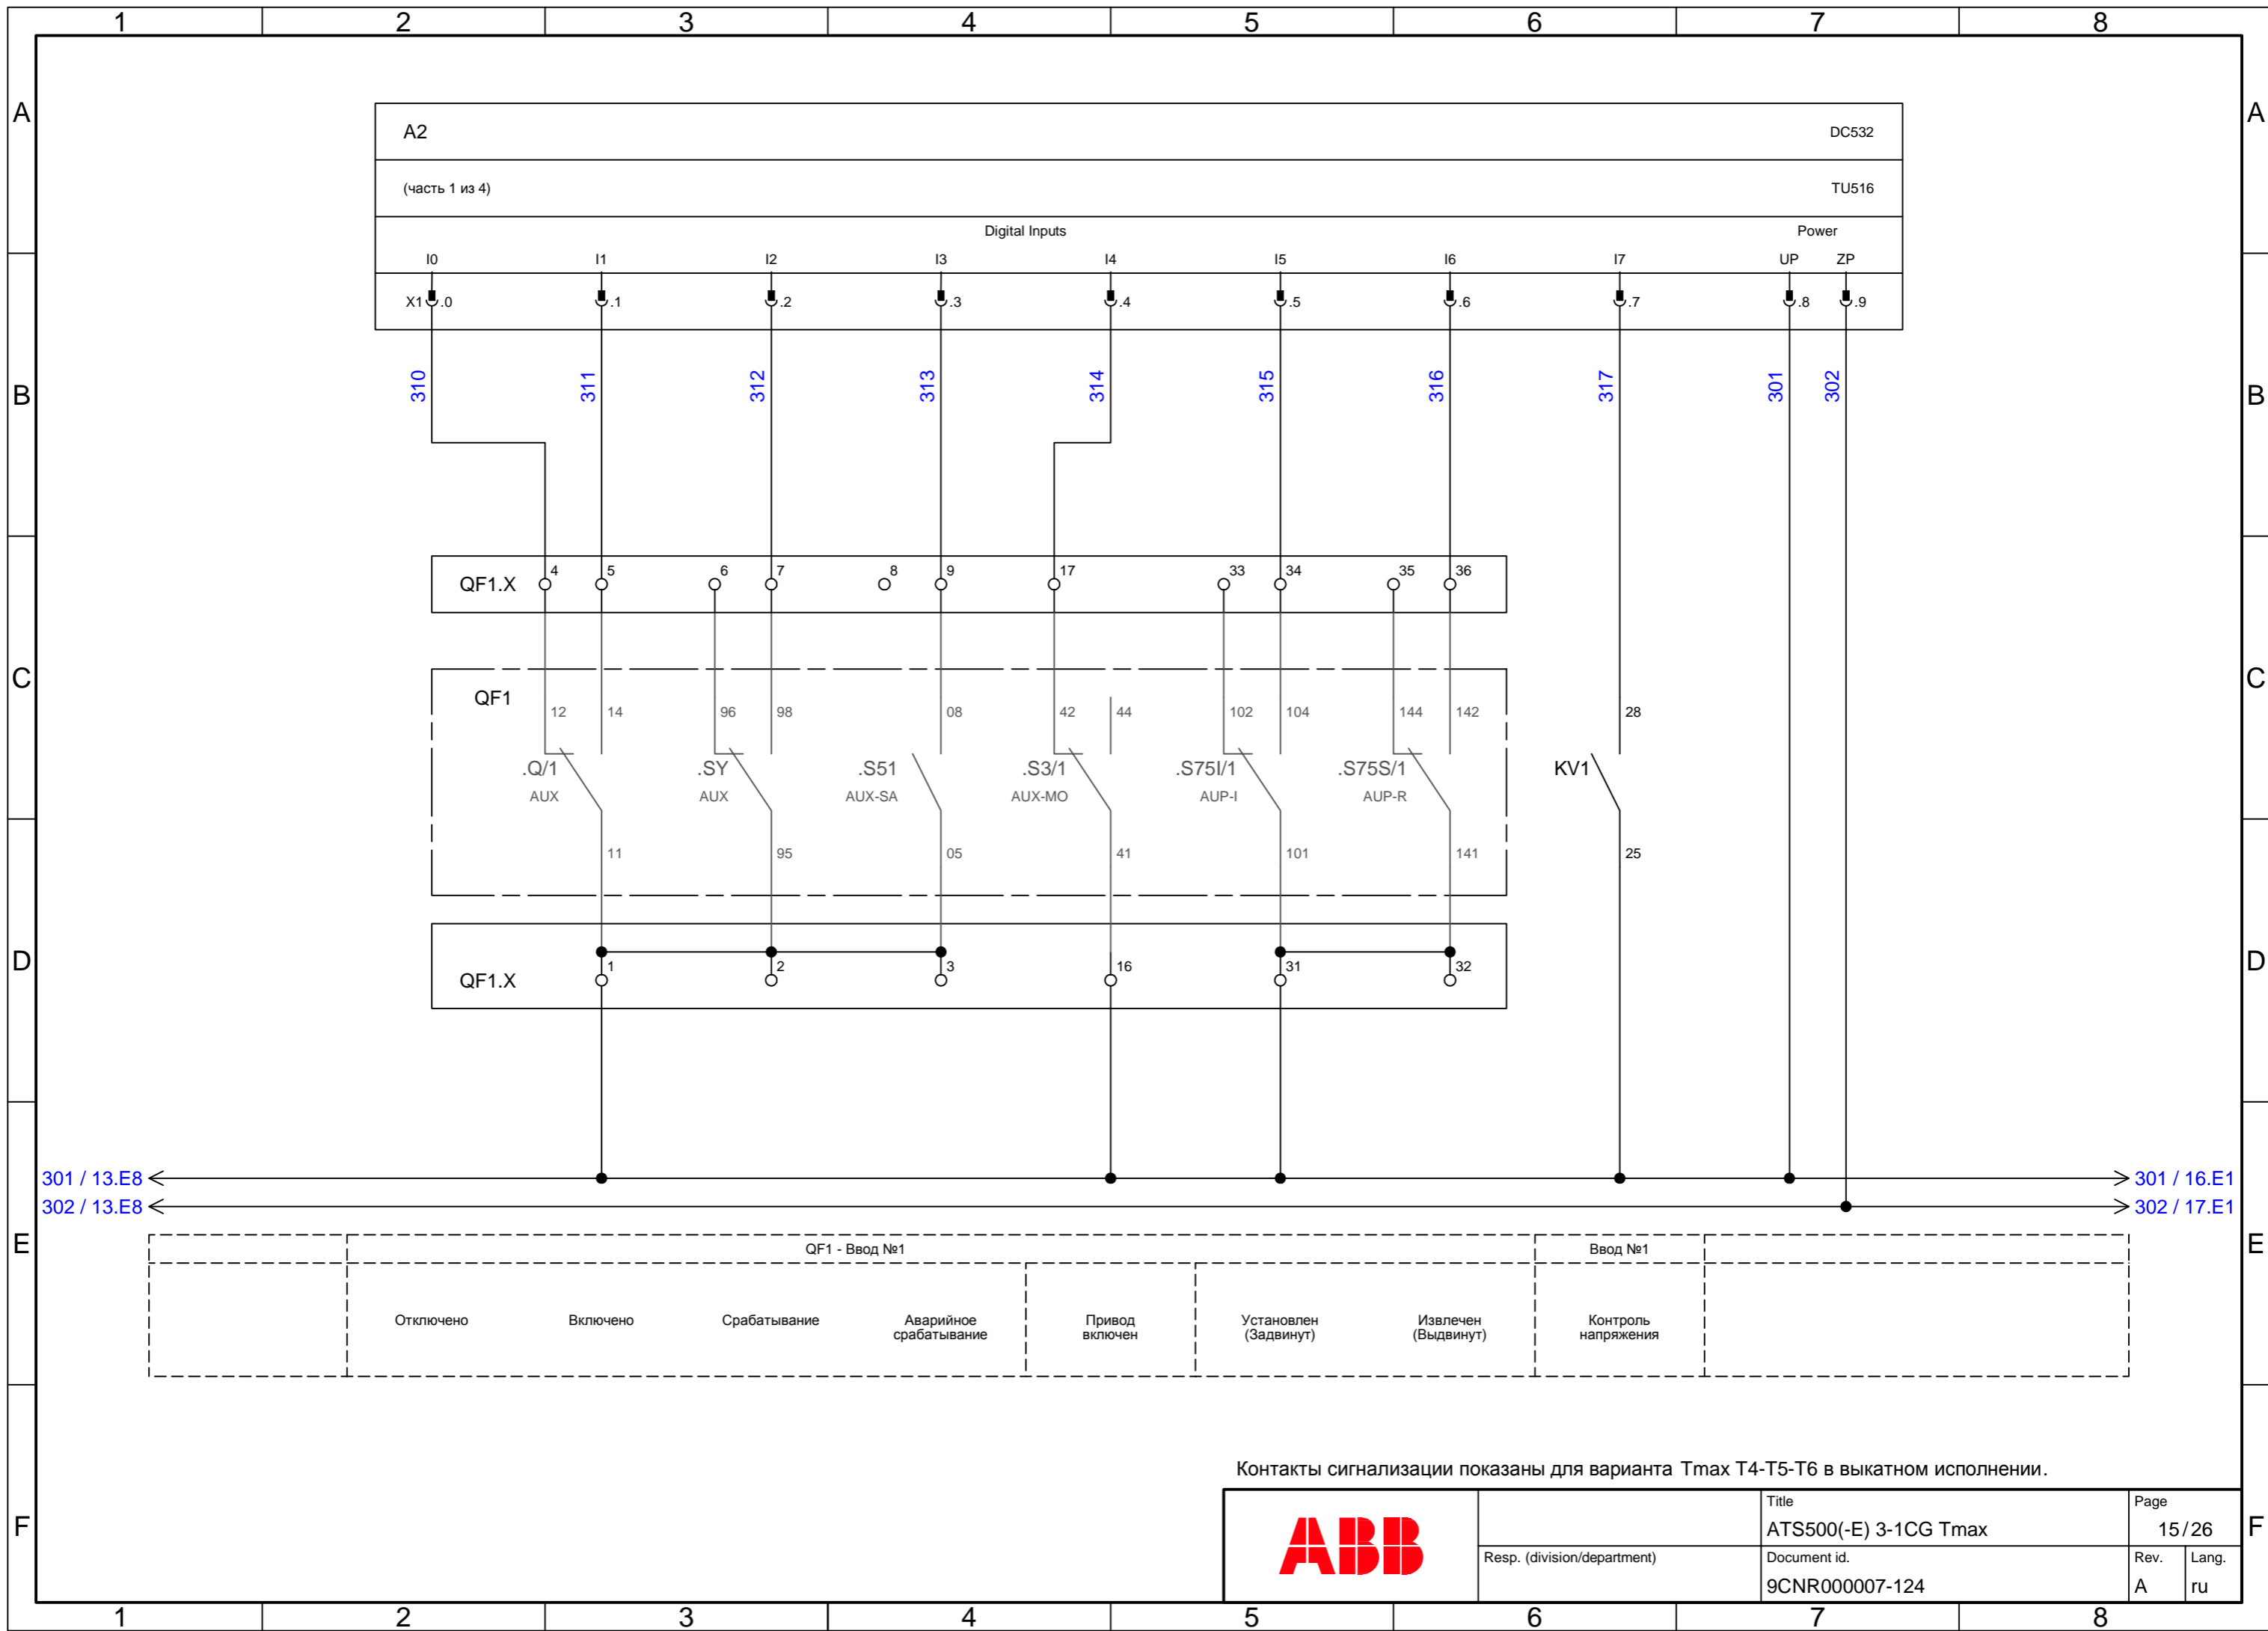 1 2 3 4 5 6 7 8
A A
A2 DC532
(часть 1 из 4) TU516
Digital Inputs Power
I0 I1 I2 I3 I4 I5 I6 I7 UP ZP
X1 .0 .1 .2 .3 .4 .5 .6 .7 .8 .9
310 311 312 313 314 315 316 317 301 302
B B
QF1.X 4 5 6 7 8 9 17 33 34 35 36
C C
QF1
12 14 96 98 08 42 44 102 104 144 142 28
.Q/1 .SY .S51 .S3/1 .S75I/1 .S75S/1 KV1
AUX AUX AUX-SA AUX-MO AUP-I AUP-R
11 95 05 41 101 141 25
D D
QF1.X 1 2 3 16 31 32
301 / 13.E8 301 / 16.E1
302 / 13.E8 302 / 17.E1
E E
QF1 - Ввод №1 Ввод №1
Отключено
Включено
Срабатывание
Аварийное
срабатывание
Привод
включен
Установлен
(Задвинут)
Извлечен
(Выдвинут)
Контроль
напряжения
Контакты сигнализации показаны для варианта Tmax T4-T5-T6 в выкатном исполнении.
F F
ABB
Title
ATS500(-E) 3-1CG Tmax
Page
15/26
Resp. (division/department)
Document id.
9CNR000007-124
Rev.
A
Lang.
ru
1 2 3 4 5 6 7 8